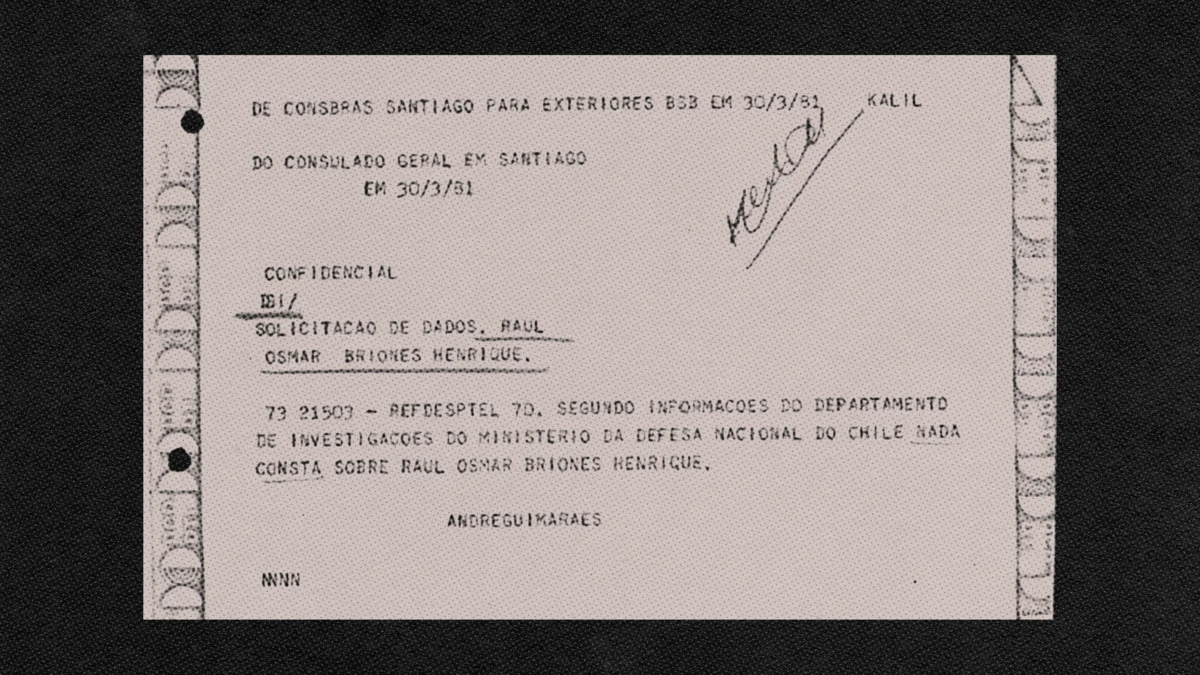 DE CONSBRAS SANTIAGO PARA EXTERIORES BSB EM 30/3/81 KALIL
DO CONSULADO GERAL EM SANTIAGO
EM 30/3/81
CONFIDENCIAL
DSI/
SOLICITACAO DE DADOS. RAUL
OSMAR BRIONES HENRIQUE.
73 21503 - REFDESPTEL 70. SEGUNDO INFORMACOES DO DEPARTAMENTO
DE INVESTIGACOES DO MINISTERIO DA DEFESA NACIONAL DO CHILE NADA
CONSTA SOBRE RAUL OSMAR BRIONES HENRIQUE.
ANDREGUIMARAES
NNNN